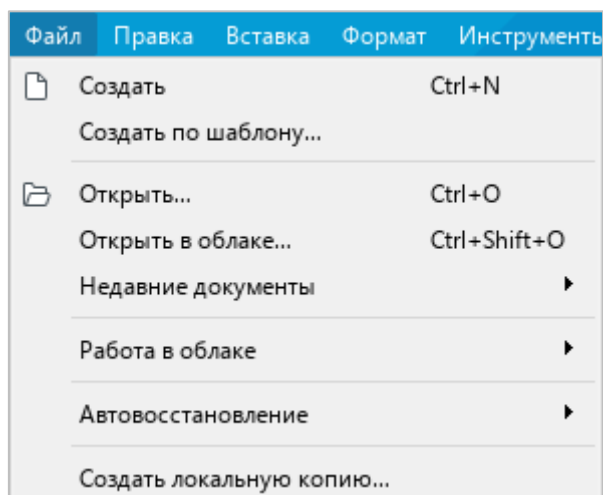 Файл Правка Вставка Формат Инструменты
Создать Ctrl+N
Создать по шаблону...
Открыть... Ctrl+O
Открыть в облаке... Ctrl+Shift+O
Недавние документы
Работа в облаке
Автовосстановление
Создать локальную копию...